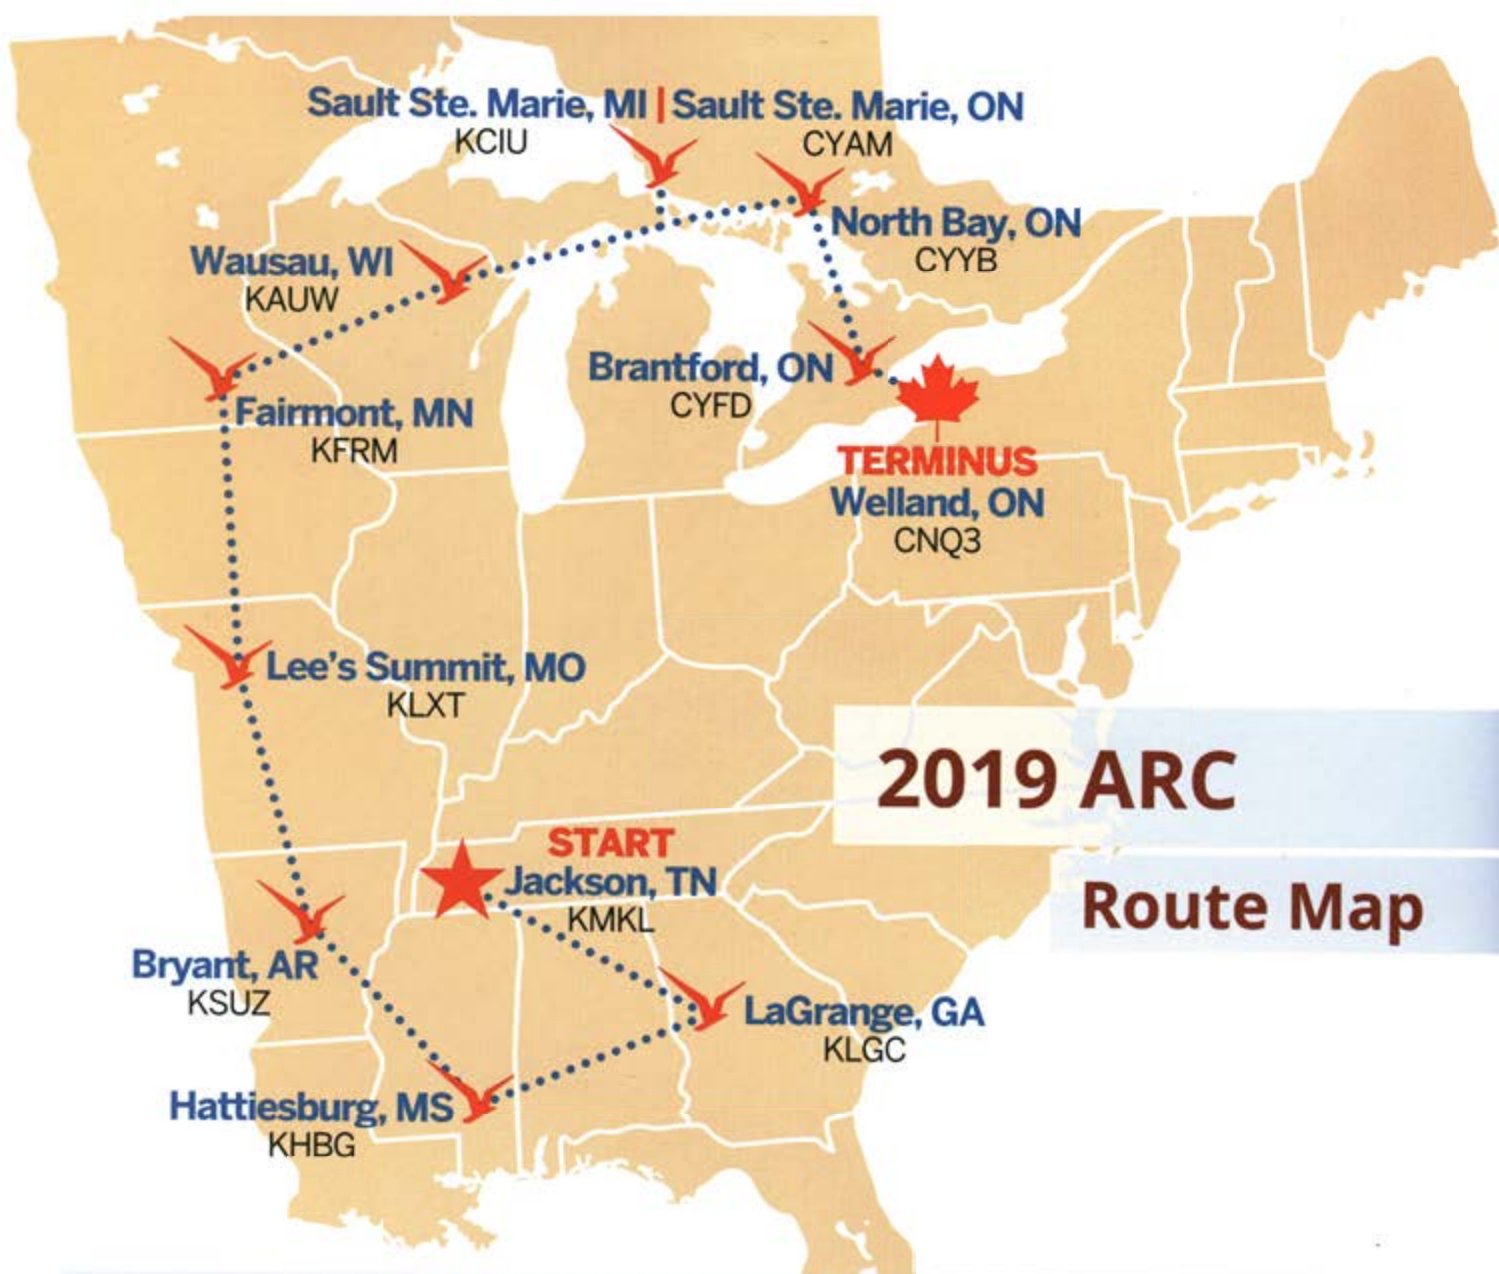 Sault Ste. Marie, MI | Sault Ste. Marie, ON
KCIU CYAM
North Bay, ON
CYYB
Wausau, WI
KAUW
Brantford, ON
CYFD
Fairmont, MN
KFRM
TERMINUS
Welland, ON
CNQ3
Lee's Summit, MO
KLXT
2019 ARC
Route Map
START
Jackson, TN
KMKL
Bryant, AR
KSUZ
LaGrange, GA
KLGC
Hattiesburg, MS
KHBG